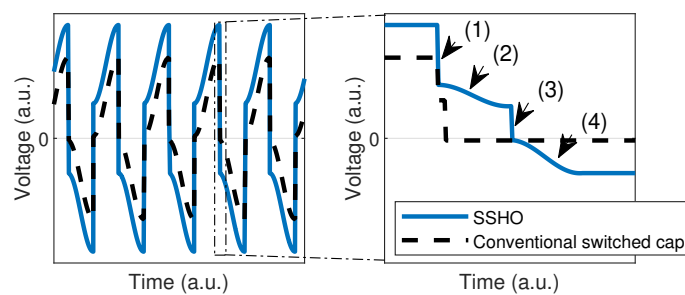 Voltage (a.u.)
0
Time (a.u.)
Voltage (a.u.)
0
(1)
(2)
(3)
(4)
SSHO
Conventional switched cap
Time (a.u.)